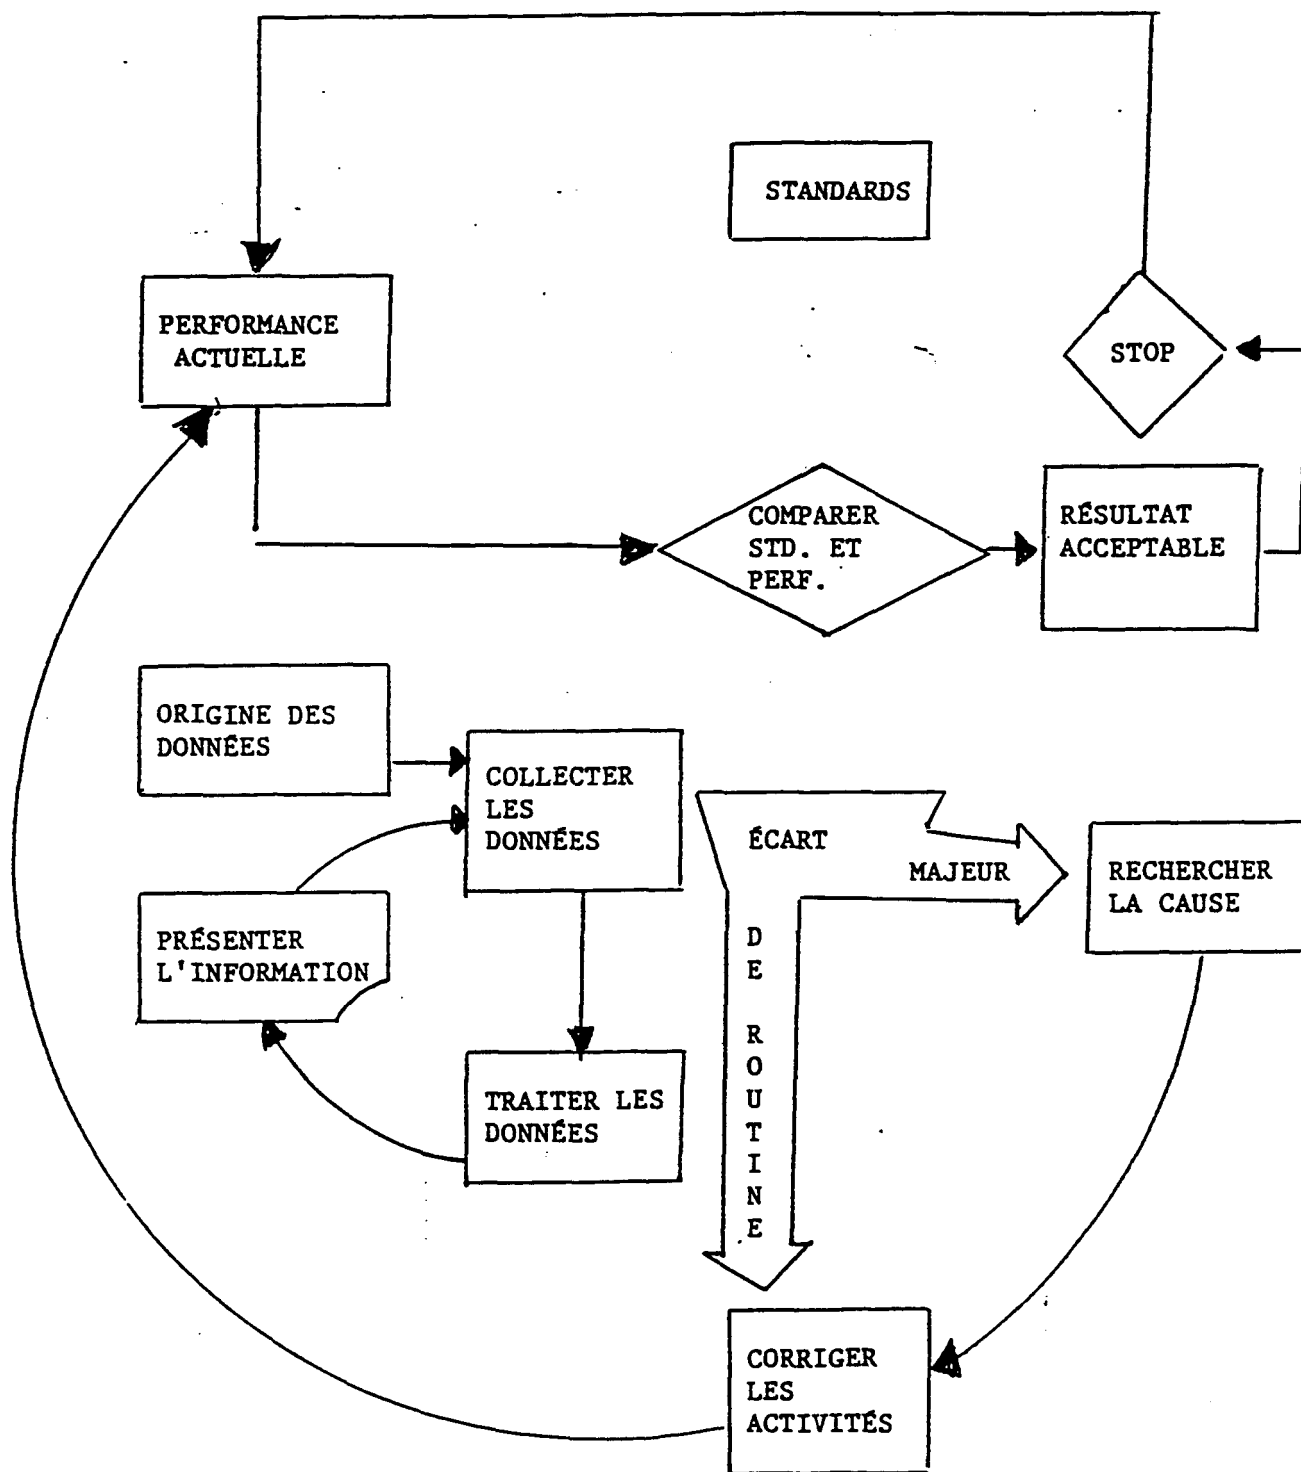 STANDARDS
PERFORMANCE
ACTUELLE
STOP
COMPARER
STD. ET
PERF.
RÉSULTAT
ACCEPTABLE
ORIGINE DES
DONNÉES
COLLECTER
LES
DONNÉES
ÉCART
MAJEUR
RECHERCHER
LA CAUSE
PRÉSENTER
L'INFORMATION
D
E
R
O
U
T
I
N
E
TRAITER LES
DONNÉES
CORRIGER
LES
ACTIVITÉS